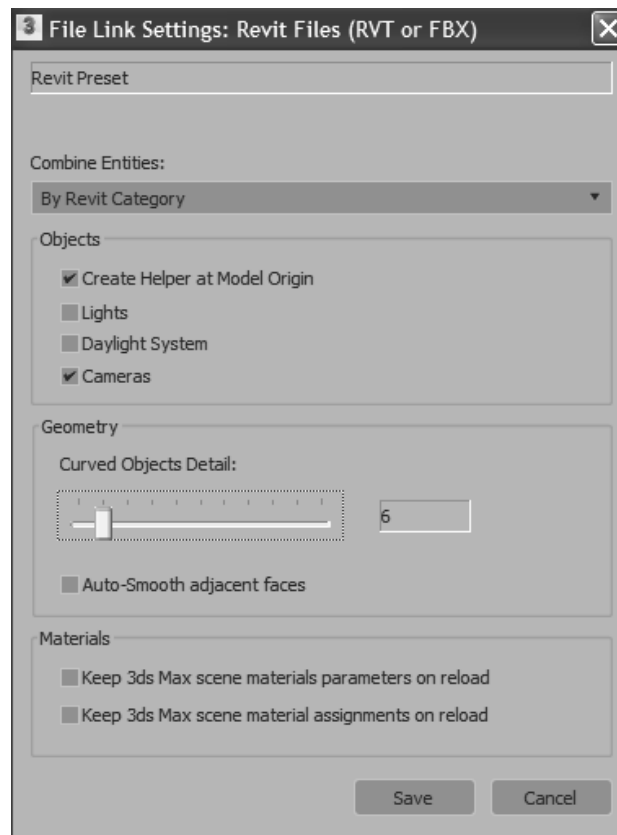 3 File Link Settings: Revit Files (RVT or FBX)
Revit Preset
Combine Entities:
By Revit Category
Objects
Create Helper at Model Origin
Lights
Daylight System
Cameras
Geometry
Curved Objects Detail:
6
Auto-Smooth adjacent faces
Materials
Keep 3ds Max scene materials parameters on reload
Keep 3ds Max scene material assignments on reload
Save Cancel